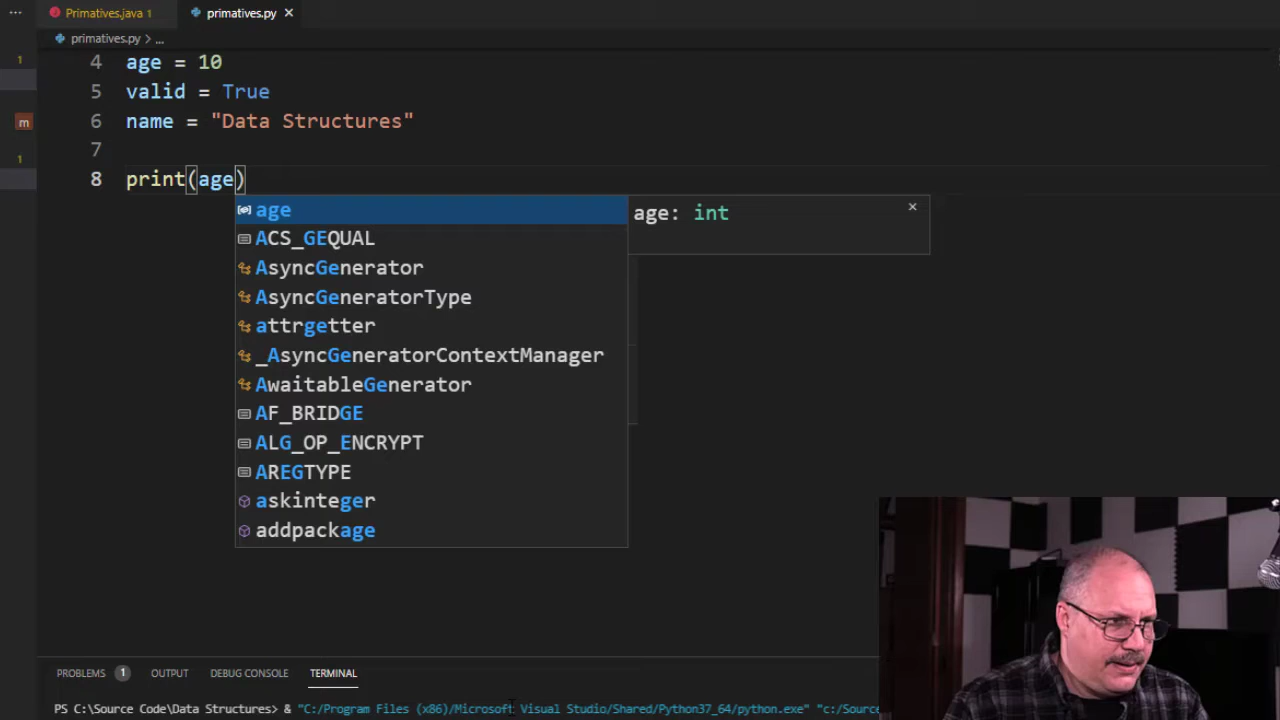 ... Primatives.java 1 primatives.py ×
primatives.py > ...
1 4 age = 10
5 valid = True
m 6 name = "Data Structures"
1 7
8 print(age)
age age: int ×
ACS_GEQUAL
AsyncGenerator
AsyncGeneratorType
attrgetter
_AsyncGeneratorContextManager
AwaitableGenerator
AF_BRIDGE
ALG_OP_ENCRYPT
AREGTYPE
askinteger
addpackage
PROBLEMS 1 OUTPUT DEBUG CONSOLE TERMINAL
PS C:\Source Code\Data Structures> & "C:/Program Files (x86)/Microsoft Visual Studio/Shared/Python37_64/python.exe" "c:/Source